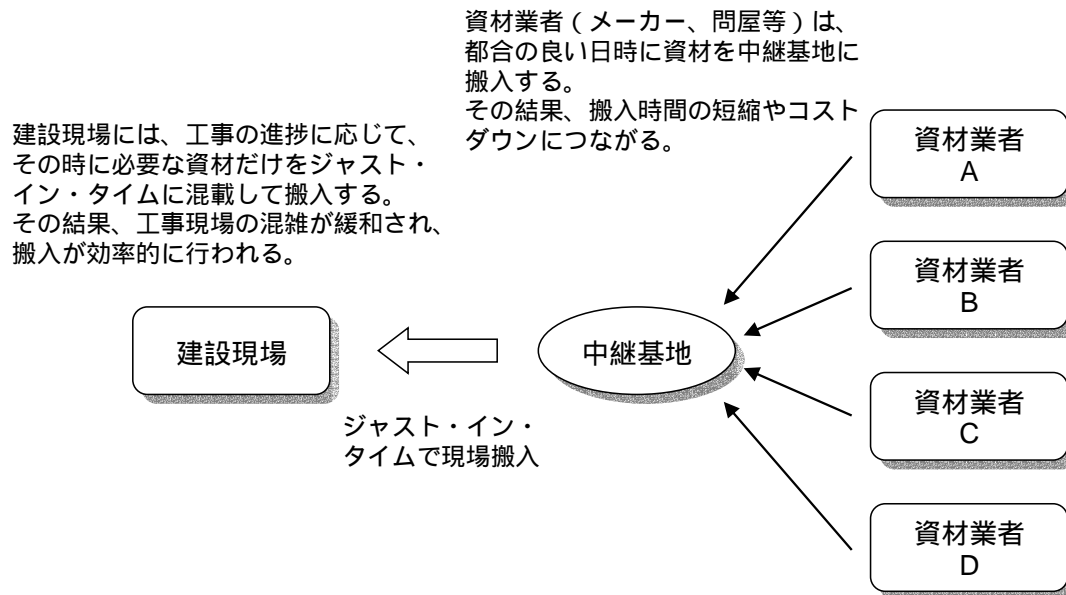 資材業者(メーカー、問屋等)は、
都合の良い日時に資材を中継基地に
搬入する。
その結果、搬入時間の短縮やコスト
ダウンにつながる。
建設現場には、工事の進捗に応じて、
その時に必要な資材だけをジャスト・
イン・タイムに混載して搬入する。
その結果、工事現場の混雑が緩和され、
搬入が効率的に行われる。
資材業者
A
資材業者
B
建設現場
中継基地
ジャスト・イン・
タイムで現場搬入
資材業者
C
資材業者
D